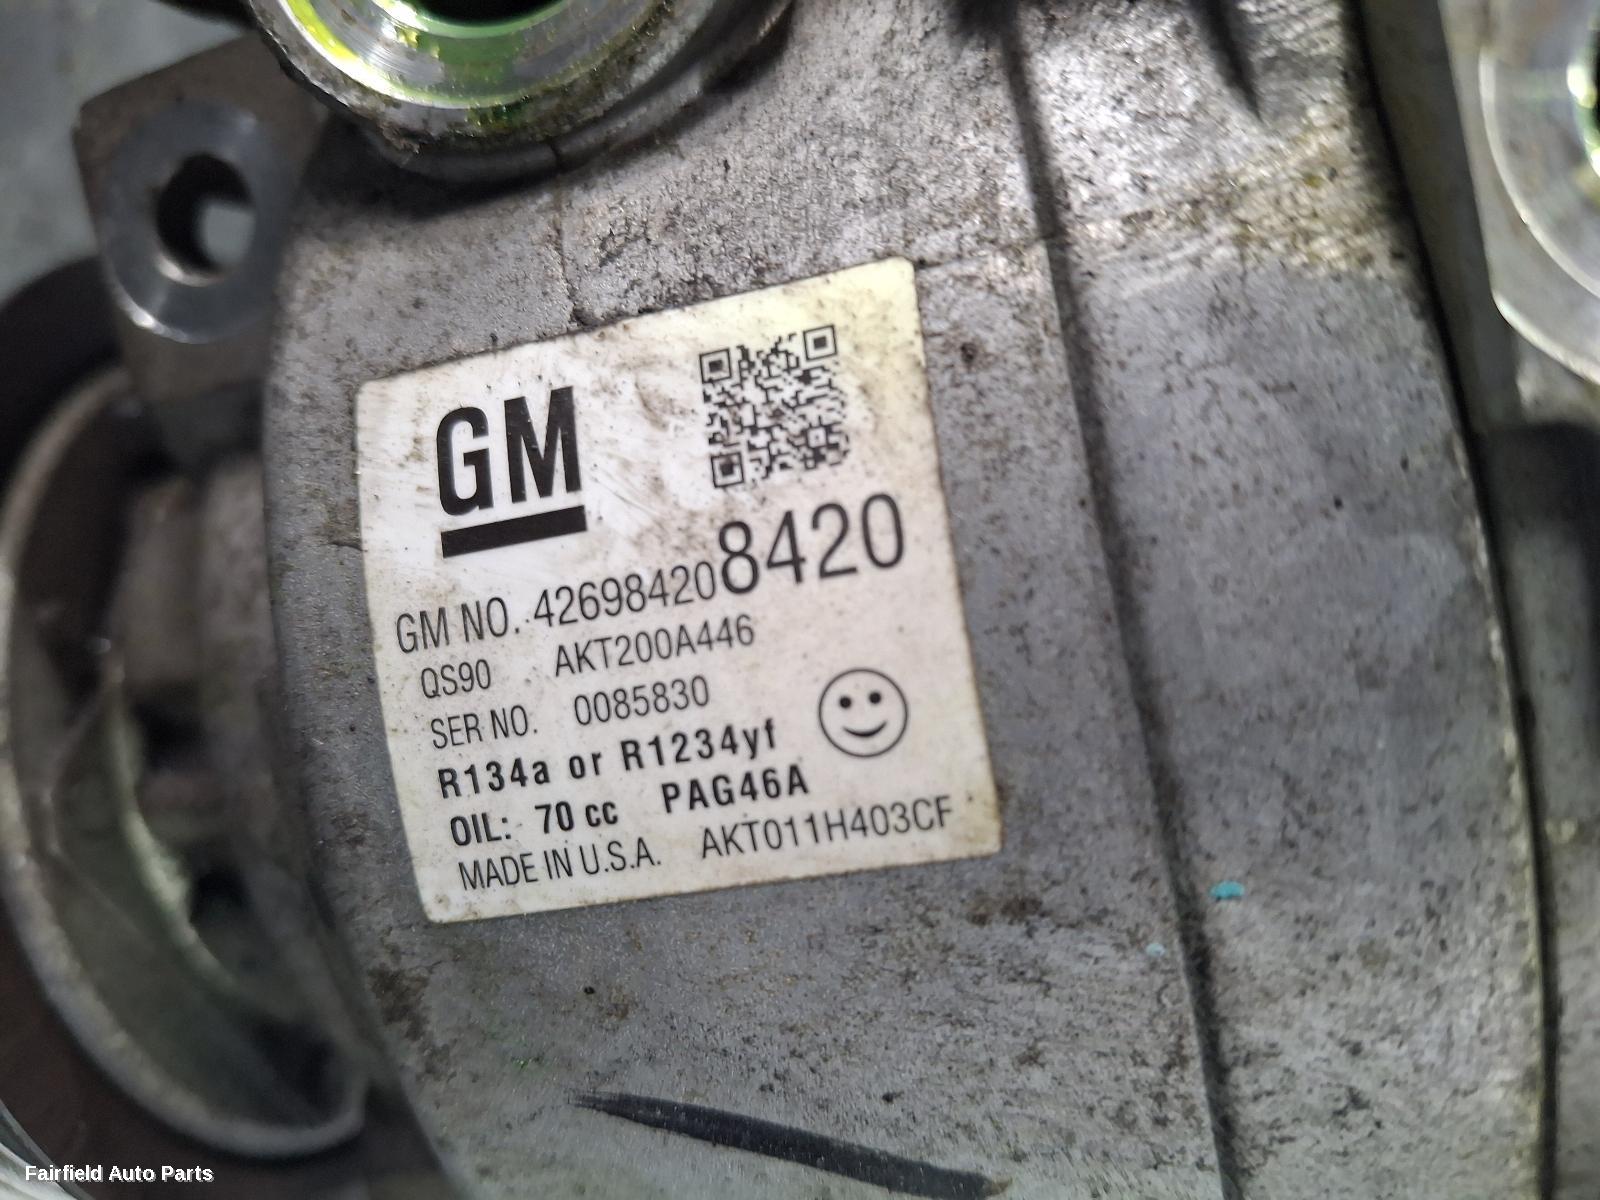 GM
GM NO. 42698420 8420
QS90 AKT200A446
SER NO. 0085830
R134a or R1234yf
OIL: 70 cc PAG46A
MADE IN U.S.A. AKT011H403CF
Fairfield Auto Parts